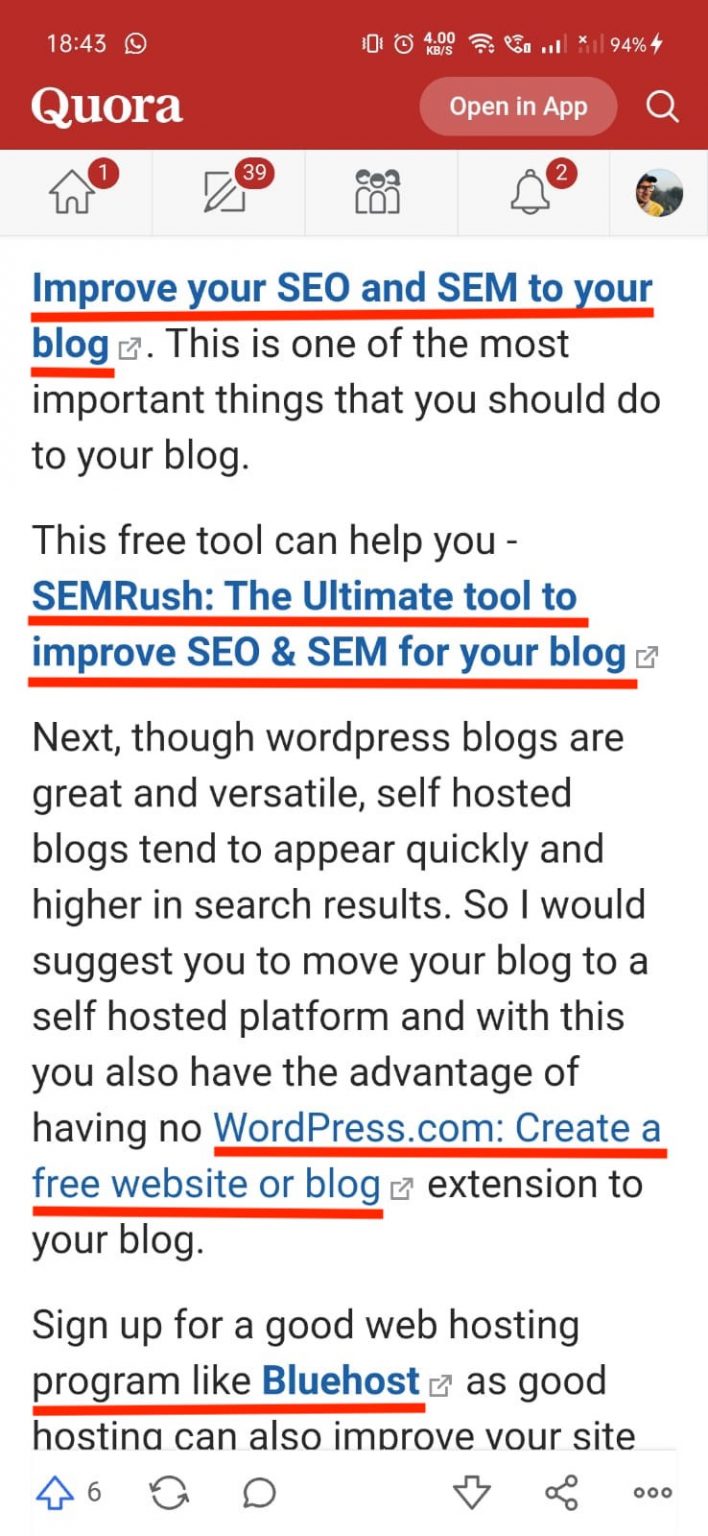 18:43 4.00 KB/S 94%
Quora Open in App
1 39 2
Improve your SEO and SEM to your
blog. This is one of the most
important things that you should do
to your blog.
This free tool can help you -
SEMRush: The Ultimate tool to
improve SEO & SEM for your blog
Next, though wordpress blogs are
great and versatile, self hosted
blogs tend to appear quickly and
higher in search results. So I would
suggest you to move your blog to a
self hosted platform and with this
you also have the advantage of
having no WordPress.com: Create a
free website or blog extension to
your blog.
Sign up for a good web hosting
program like Bluehost as good
hosting can also improve your site
6